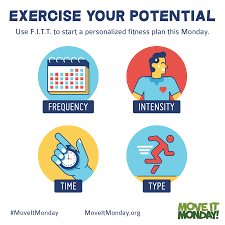 EXERCISE YOUR POTENTIAL
Use F.I.T.T. to start a personalized fitness plan this Monday.
FREQUENCY
INTENSITY
TIME
TYPE
#MoveItMonday
MoveItMonday.org
MOVE IT
MONDAY!